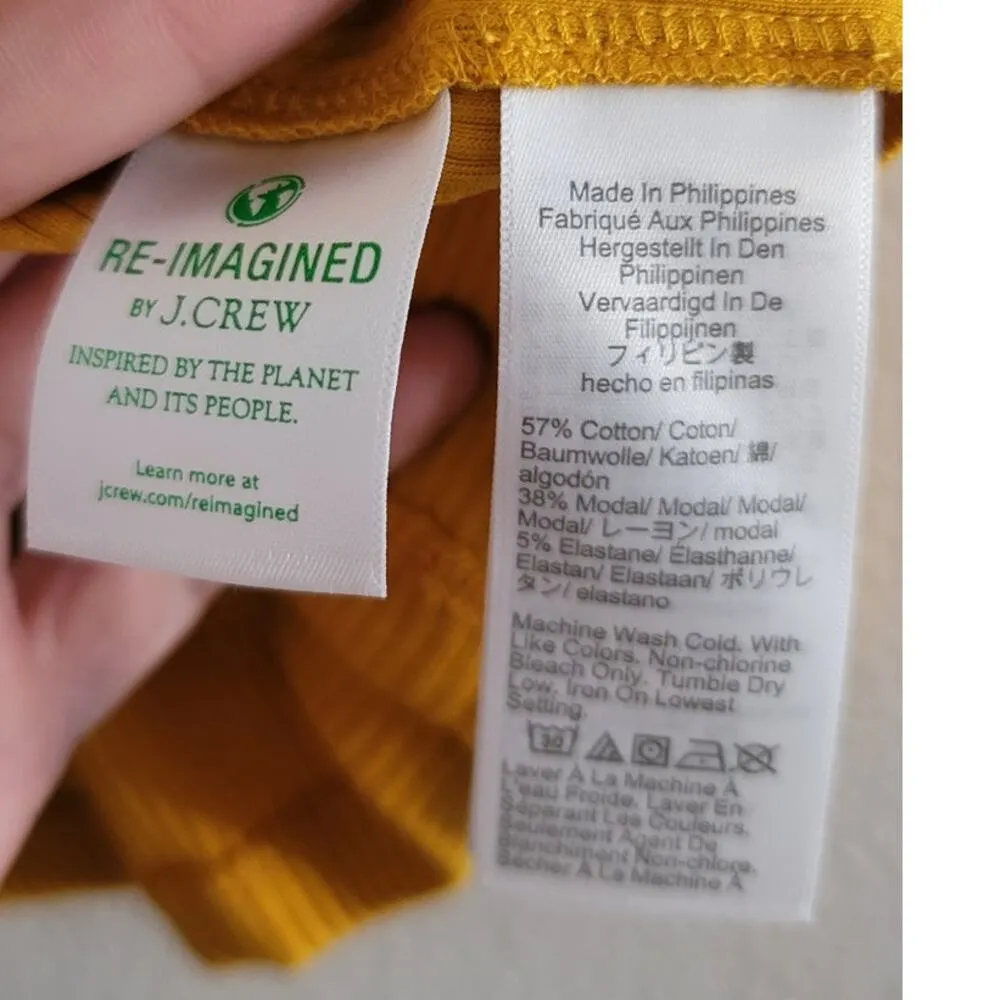 RE-IMAGINED
BY J.CREW
INSPIRED BY THE PLANET
AND ITS PEOPLE.
Learn more at
jcrew.com/reimagined
Made In Philippines
Fabriqué Aux Philippines
Hergestellt In Den
Philippinen
Vervaardigd In De
Filippijnen
フィリピン製
hecho en filipinas
57% Cotton/ Coton/
Baumwolle/ Katoen/ 綿/
algodón
38% Modal/ Modal/ Modal/
Modal/ レーヨン/ modal
5% Elastane/ Élasthanne/
Elastan/ Elastaan/ ポリウレ
タン/ elastano
Machine Wash Cold. With
Like Colors. Non-chlorine
Bleach Only. Tumble Dry
Low. Iron On Lowest
Setting.
30
Laver À La Machine À
L'eau Froide. Laver En
Séparant Les Couleurs.
Seulement Agent De
Blanchiment Non-chlore.
Sécher À La Machine À